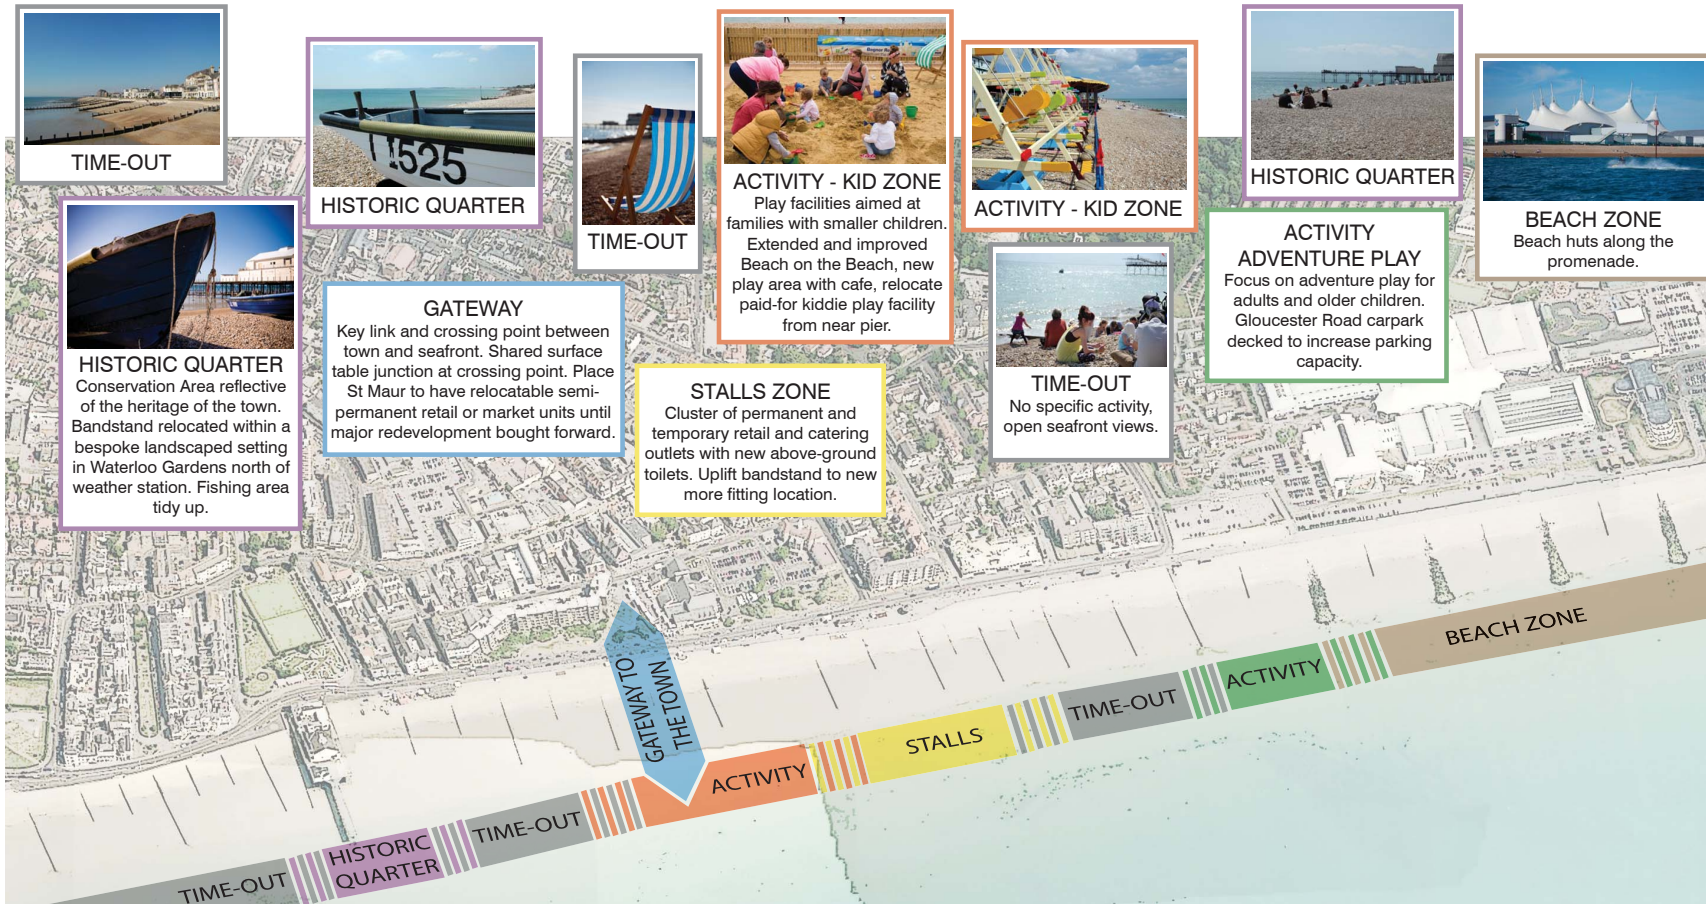 TIME-OUT
HISTORIC QUARTER
Conservation Area reflective
of the heritage of the town.
Bandstand relocated within a
bespoke landscaped setting
in Waterloo Gardens north of
weather station. Fishing area
tidy up.
1525
HISTORIC QUARTER
GATEWAY
Key link and crossing point between
town and seafront. Shared surface
table junction at crossing point. Place
St Maur to have relocatable semi-
permanent retail or market units until
major redevelopment bought forward.
TIME-OUT
ACTIVITY - KID ZONE
Play facilities aimed at
families with smaller children.
Extended and improved
Beach on the Beach, new
play area with cafe, relocate
paid-for kiddie play facility
from near pier.
STALLS ZONE
Cluster of permanent and
temporary retail and catering
outlets with new above-ground
toilets. Uplift bandstand to new
more fitting location.
ACTIVITY - KID ZONE
TIME-OUT
No specific activity,
open seafront views.
HISTORIC QUARTER
ACTIVITY
ADVENTURE PLAY
Focus on adventure play for
adults and older children.
Gloucester Road carpark
decked to increase parking
capacity.
BEACH ZONE
Beach huts along the
promenade.
TIME-OUT
HISTORIC
QUARTER
TIME-OUT
GATEWAY TO
THE TOWN
ACTIVITY
STALLS
TIME-OUT
ACTIVITY
BEACH ZONE